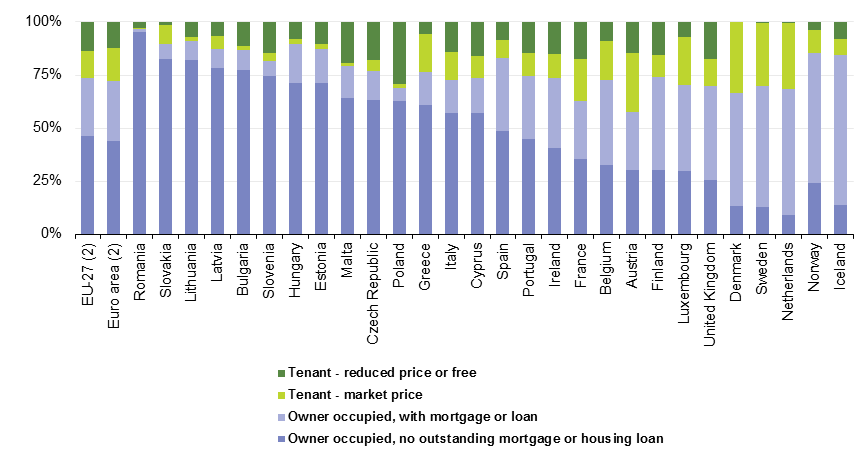 100%
75%
50%
25%
0%
EU-27 (2)
Euro area (2)
Romania
Slovakia
Lithuania
Latvia
Bulgaria
Slovenia
Hungary
Estonia
Malta
Czech Republic
Poland
Greece
Italy
Cyprus
Spain
Portugal
Ireland
France
Belgium
Austria
Finland
Luxembourg
United Kingdom
Denmark
Sweden
Netherlands
Norway
Iceland
Tenant - reduced price or free
Tenant - market price
Owner occupied, with mortgage or loan
Owner occupied, no outstanding mortgage or housing loan